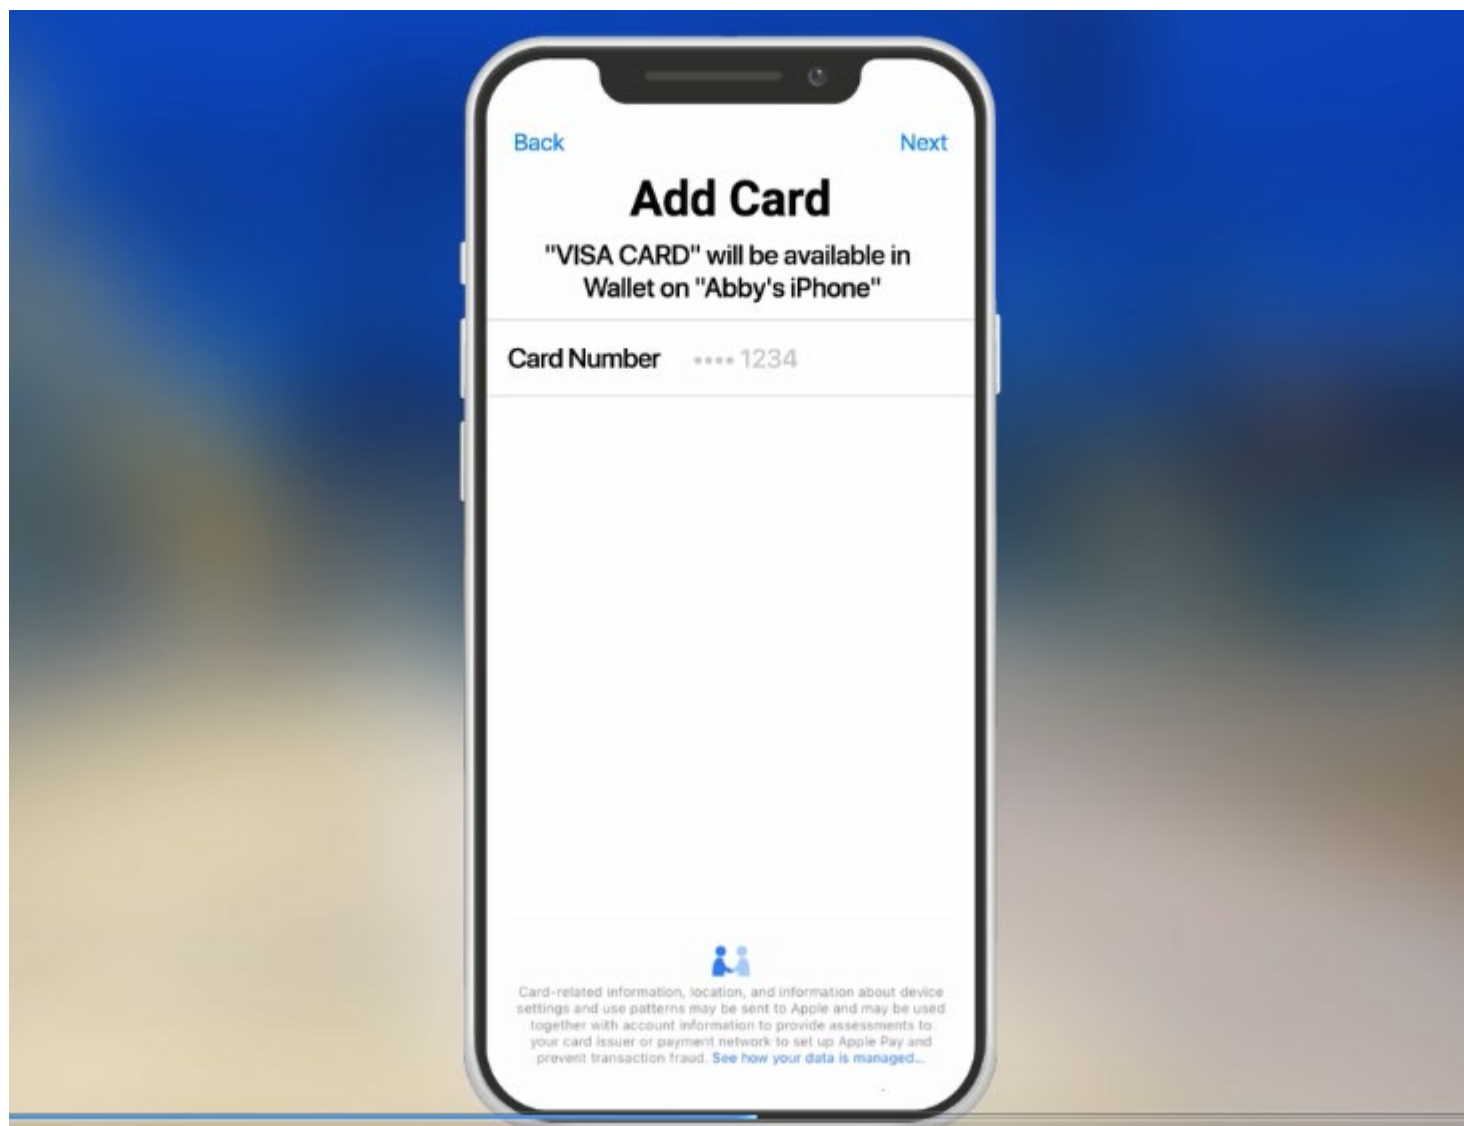 Back
Next
Add Card
"VISA CARD" will be available in
Wallet on "Abby's iPhone"
Card Number •••• 1234
Card-related information, location, and information about device
settings and use patterns may be sent to Apple and may be used
together with account information to provide assessments to
your card issuer or payment network to set up Apple Pay and
prevent transaction fraud. See how your data is managed...